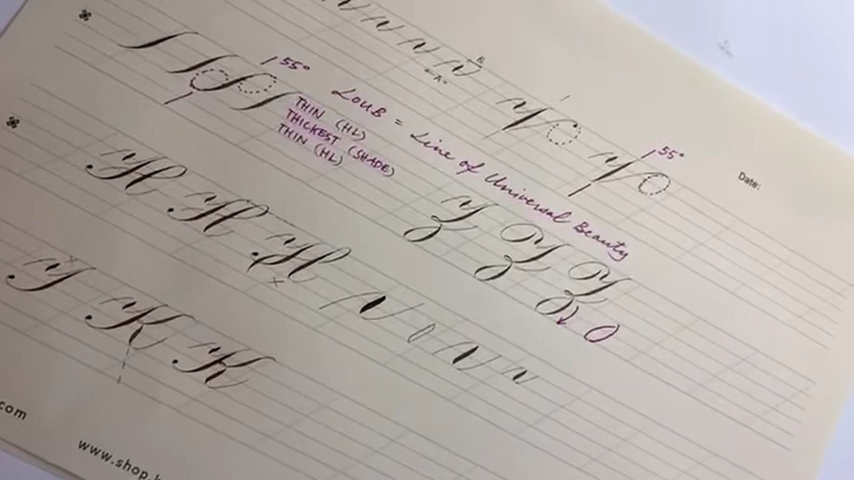 55°
LOUB = Line of Universal Beauty
THIN (HL)
THICKEST (SHADE)
THIN (HL)
55°
Date:
Z Z Z
H H H
K K
www.shop.
com